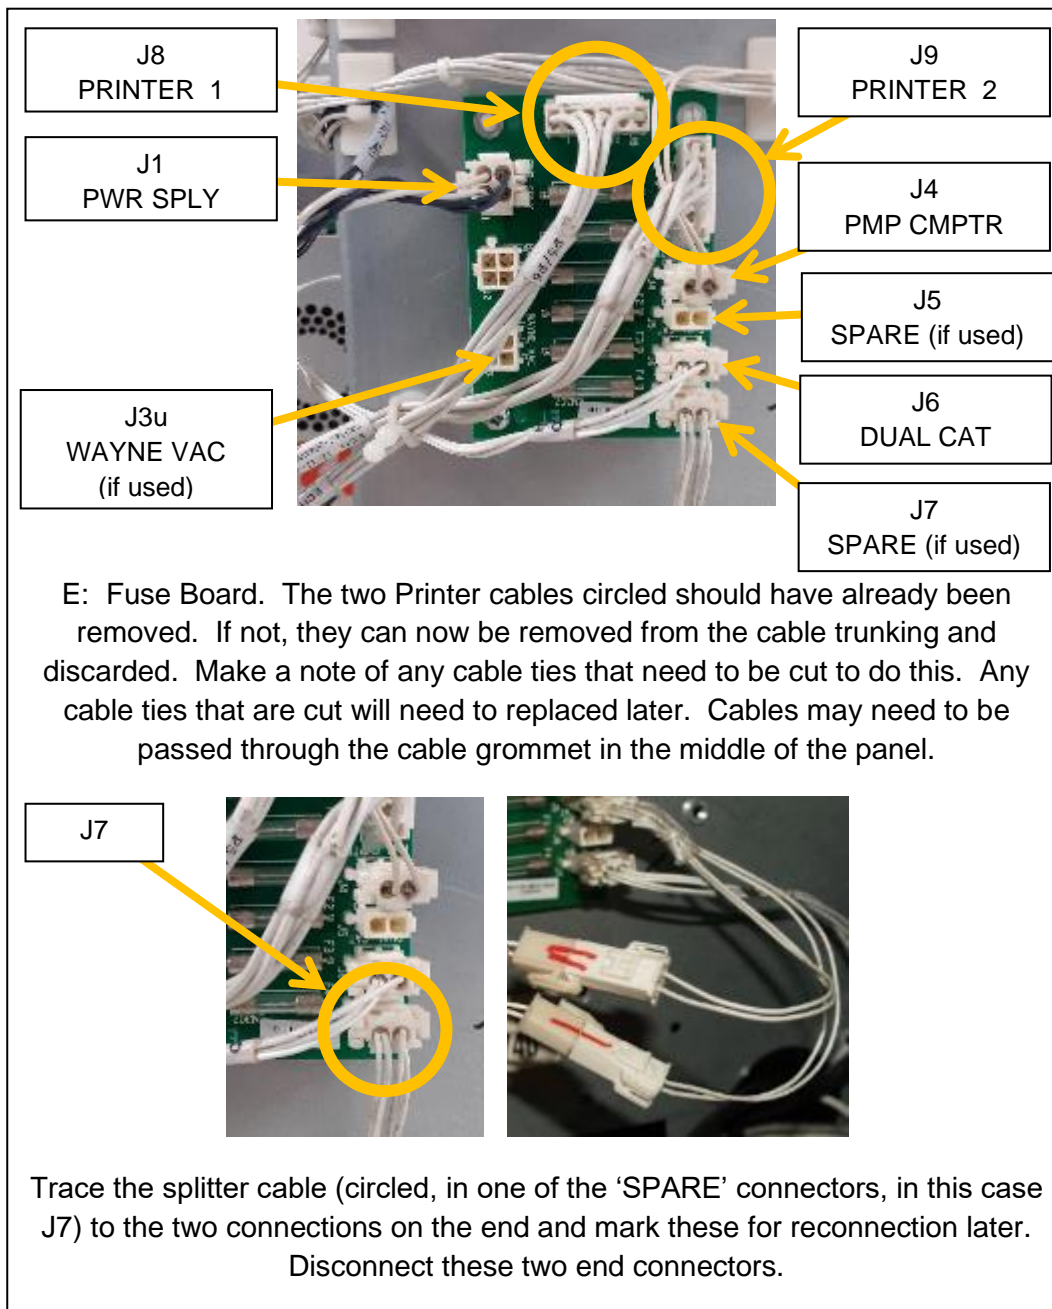 J8
PRINTER 1
J9
PRINTER 2
J1
PWR SPLY
J4
PMP CMPTR
J5
SPARE (if used)
J3u
WAYNE VAC
(if used)
J6
DUAL CAT
J7
SPARE (if used)
E: Fuse Board. The two Printer cables circled should have already been
removed. If not, they can now be removed from the cable trunking and
discarded. Make a note of any cable ties that need to be cut to do this. Any
cable ties that are cut will need to replaced later. Cables may need to be
passed through the cable grommet in the middle of the panel.
J7
Trace the splitter cable (circled, in one of the ‘SPARE’ connectors, in this case
J7) to the two connections on the end and mark these for reconnection later.
Disconnect these two end connectors.